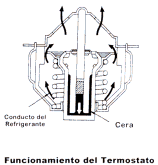 Conducto del
Refrigerante
Cera
Funcionamiento del Termostato